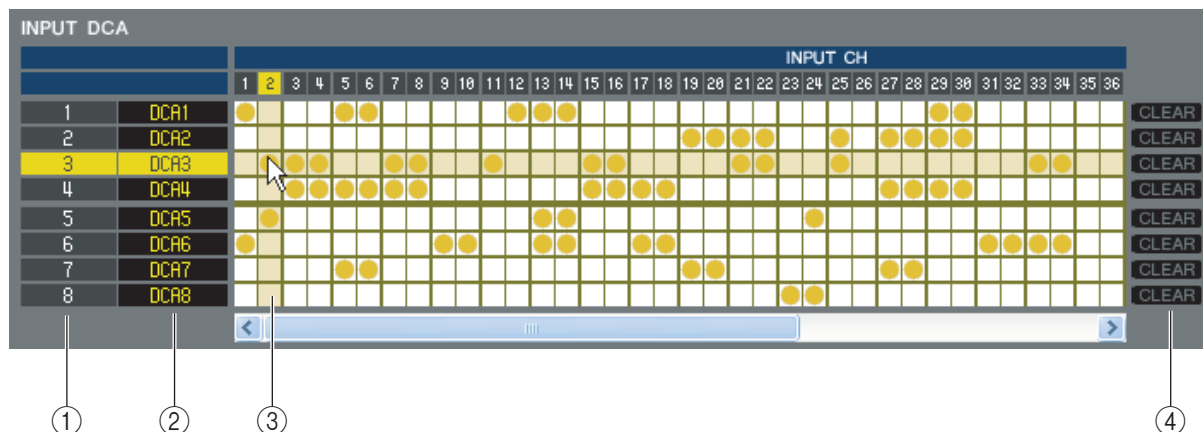 INPUT DCA
INPUT CH
1 2 3 4 5 6 7 8 9 10 11 12 13 14 15 16 17 18 19 20 21 22 23 24 25 26 27 28 29 30 31 32 33 34 35 36
1 DCA1 CLEAR
2 DCA2 CLEAR
3 DCA3 CLEAR
4 DCA4 CLEAR
5 DCA5 CLEAR
6 DCA6 CLEAR
7 DCA7 CLEAR
8 DCA8 CLEAR
① ② ③ ④